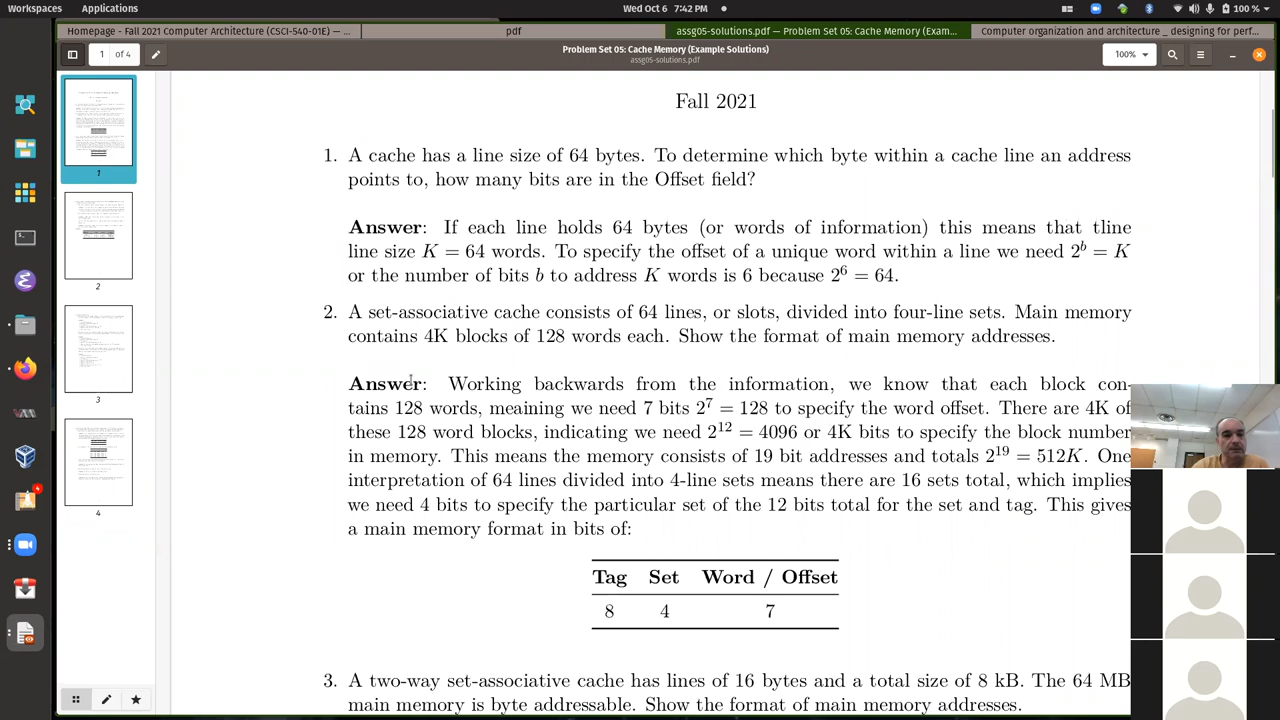 Workspaces Applications Wed Oct 6 7:42 PM 100 %
Homepage - Fall 2021 Computer Architecture (CSCI-540-01E) — ... pdf assg05-solutions.pdf — Problem Set 05: Cache Memory (Exam... Computer organization and architecture _ designing for perf...
1 of 4 Problem Set 05: Cache Memory (Example Solutions) 100%
assg05-solutions.pdf
Fall 2021
1. A cache has a line size of 64 bytes. To determine which byte within a cache line an address
points to, how many bits are in the Offset field?
Answer: If each line holds 64 bytes (or words of information) this means that tline
line size K = 64 words. To specify the offset of a unique word within a line we need 2^b = K
or the number of bits b to address K words is 6 because 2^6 = 64.
2. A set-associative cache consists of 64 lines, or slots, divided into four-line sets. Main memory
contains 4K blocks of 128 words each. Show the format of main memory addresses.
Answer: Working backwards from the information, we know that each block con-
tains 128 words, meaining we need 7 bits 2^7 = 128 to specify the word offset. There are 4K of
these 128 word blocks indicating we need 2^12 = 4096 = 4K bits to specify the block number
in memory. This means the memory consists of 19 bit addresses and totals 2^19 = 512K. One
interpretation of 64 lines divided into 4-line sets means there are 16 sets total, which implies
we need 4 bits to specify the particular set of the 12 bits total for the set and tag. This gives
a main memory format in bits of:
Tag Set Word / Offset
8 4 7
3. A two-way set-associative cache has lines of 16 bytes and a total size of 8 kB. The 64 MB
main memory is byte addressable. Show the format of main memory addresses.
1
2
3
4